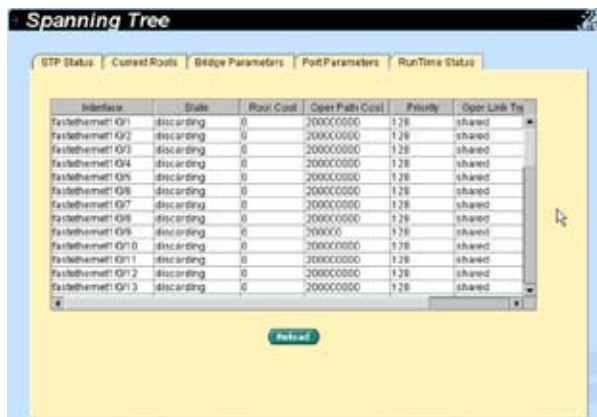 Spanning Tree
STP Status Current Roots Bridge Parameters Port Parameters RunTime Status
Interface State Root Cost Oper Path Cost Priority Oper Link Typ
fastethernet1/0/1 discarding 0 200000000 128 shared
fastethernet1/0/2 discarding 0 200000000 128 shared
fastethernet1/0/3 discarding 0 200000000 128 shared
fastethernet1/0/4 discarding 0 200000000 128 shared
fastethernet1/0/5 discarding 0 200000000 128 shared
fastethernet1/0/6 discarding 0 200000000 128 shared
fastethernet1/0/7 discarding 0 200000000 128 shared
fastethernet1/0/8 discarding 0 200000000 128 shared
fastethernet1/0/9 discarding 0 200000 128 shared
fastethernet1/0/10 discarding 0 200000000 128 shared
fastethernet1/0/11 discarding 0 200000000 128 shared
fastethernet1/0/12 discarding 0 200000000 128 shared
fastethernet1/0/13 discarding 0 200000000 128 shared
Reload